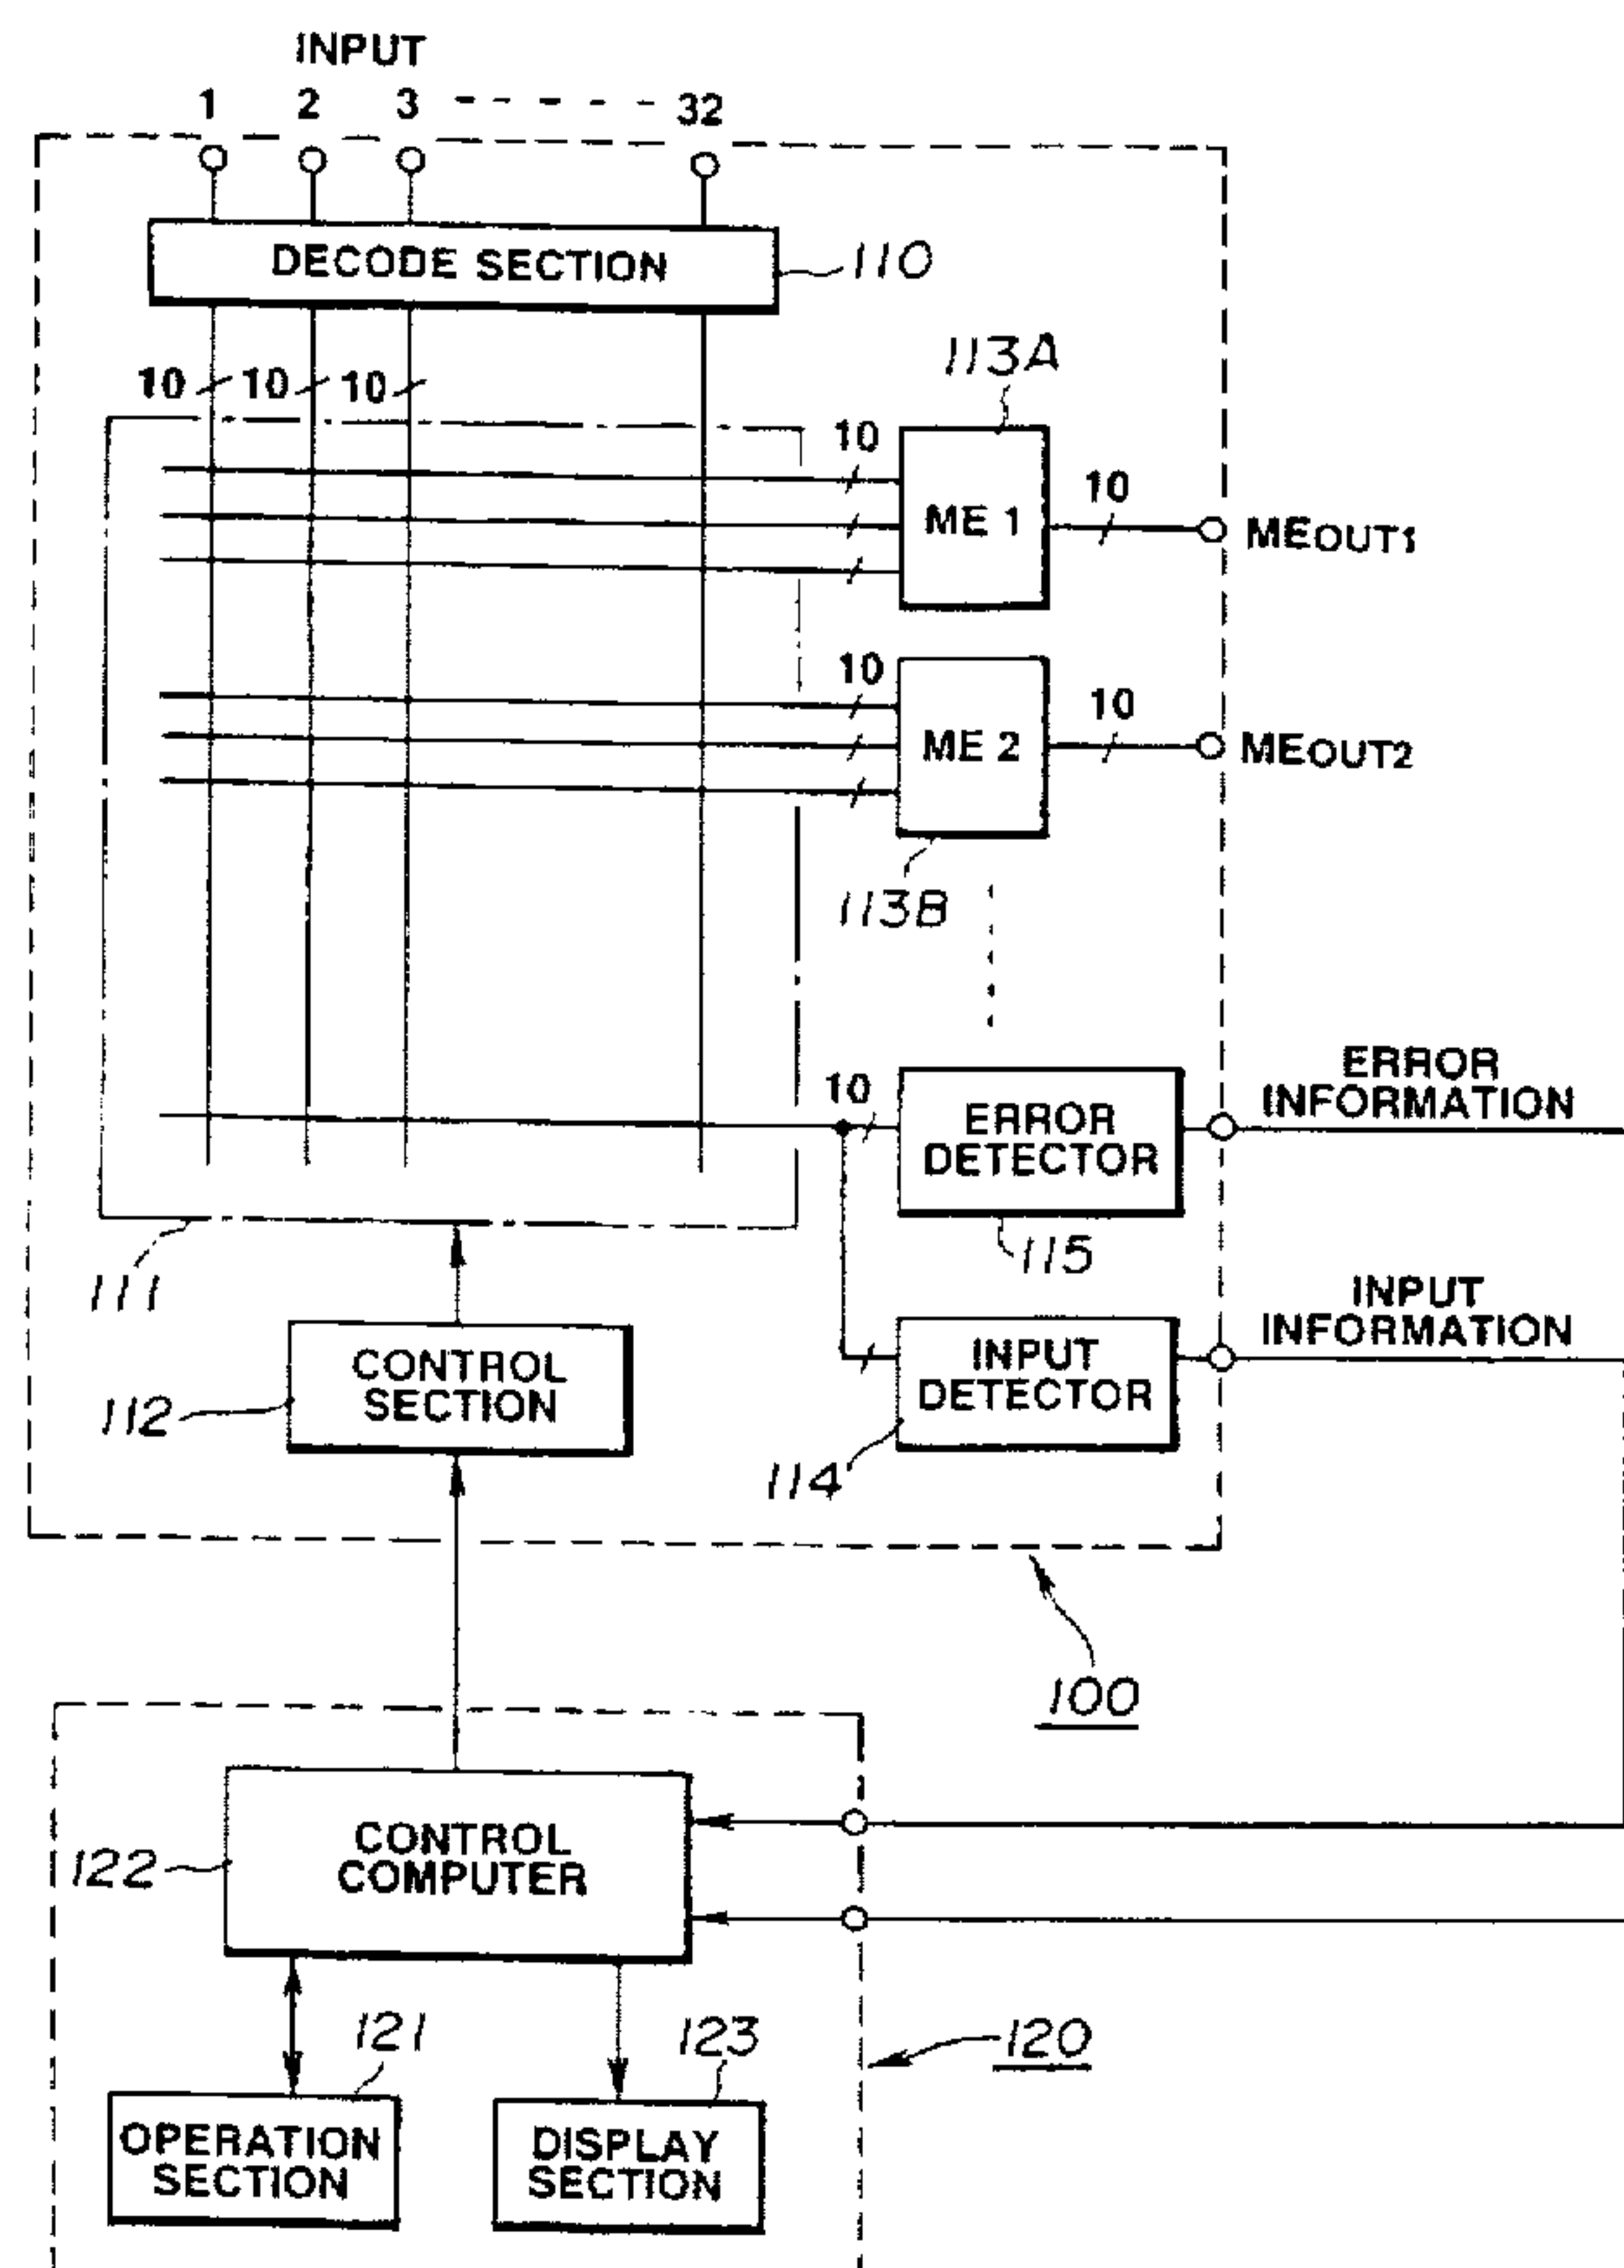 INPUT
1 2 3 - - - - - - 32
DECODE SECTION
110
10 10 10
113A
10
ME 1
10
MEOUT1
10
ME 2
10
MEOUT2
113B
10
ERROR
DETECTOR
ERROR
INFORMATION
115
111
INPUT
INFORMATION
CONTROL
SECTION
INPUT
DETECTOR
112
114
100
CONTROL
COMPUTER
122
121
123
120
OPERATION
SECTION
DISPLAY
SECTION